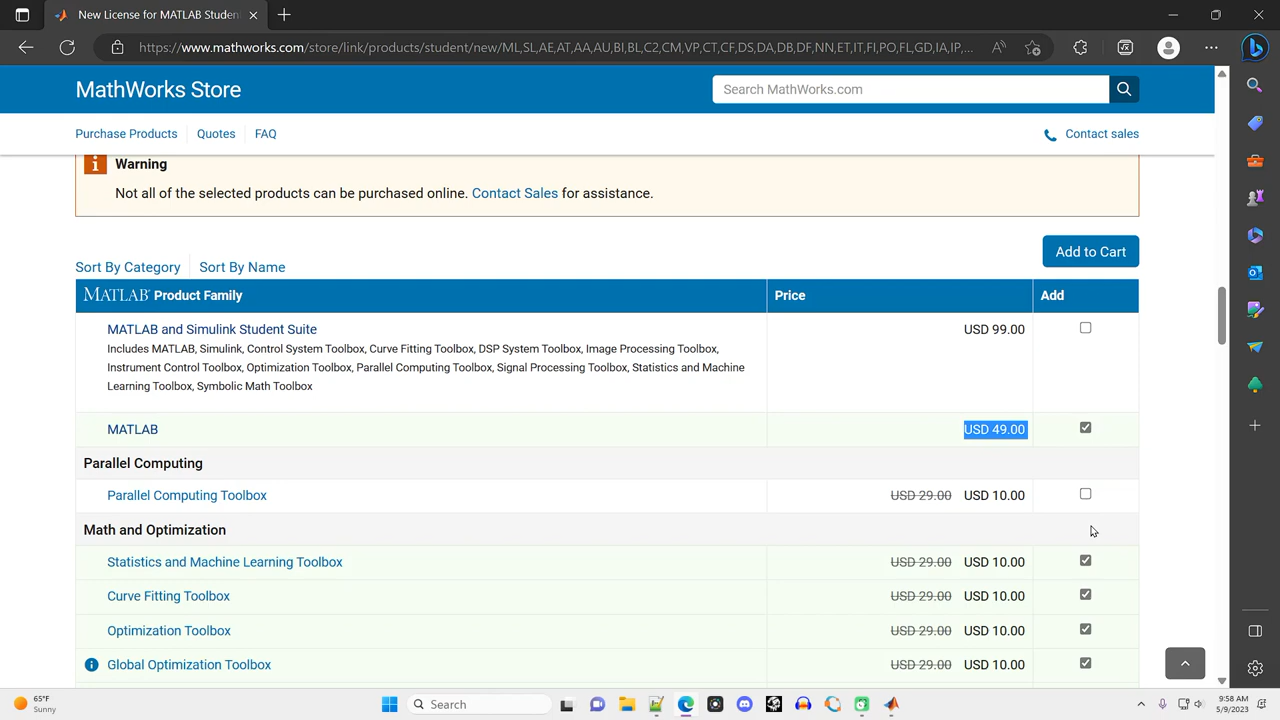 New License for MATLAB Studen
https://www.mathworks.com/store/link/products/student/new/ML,SL,AE,AT,AA,AU,BI,BL,C2,CM,VP,CT,CF,DS,DA,DB,DF,NN,ET,IT,FI,PO,FL,GD,IA,IP,...
MathWorks Store
Search MathWorks.com
Purchase Products
Quotes
FAQ
Contact sales
Warning
Not all of the selected products can be purchased online. Contact Sales for assistance.
Add to Cart
Sort By Category
Sort By Name
MATLAB® Product Family
Price
Add
MATLAB and Simulink Student Suite
USD 99.00
Includes MATLAB, Simulink, Control System Toolbox, Curve Fitting Toolbox, DSP System Toolbox, Image Processing Toolbox,
Instrument Control Toolbox, Optimization Toolbox, Parallel Computing Toolbox, Signal Processing Toolbox, Statistics and Machine
Learning Toolbox, Symbolic Math Toolbox
MATLAB
USD 49.00
Parallel Computing
Parallel Computing Toolbox
USD 29.00 USD 10.00
Math and Optimization
Statistics and Machine Learning Toolbox
USD 29.00 USD 10.00
Curve Fitting Toolbox
USD 29.00 USD 10.00
Optimization Toolbox
USD 29.00 USD 10.00
Global Optimization Toolbox
USD 29.00 USD 10.00
65°F
Sunny
Search
9:58 AM
5/9/2023